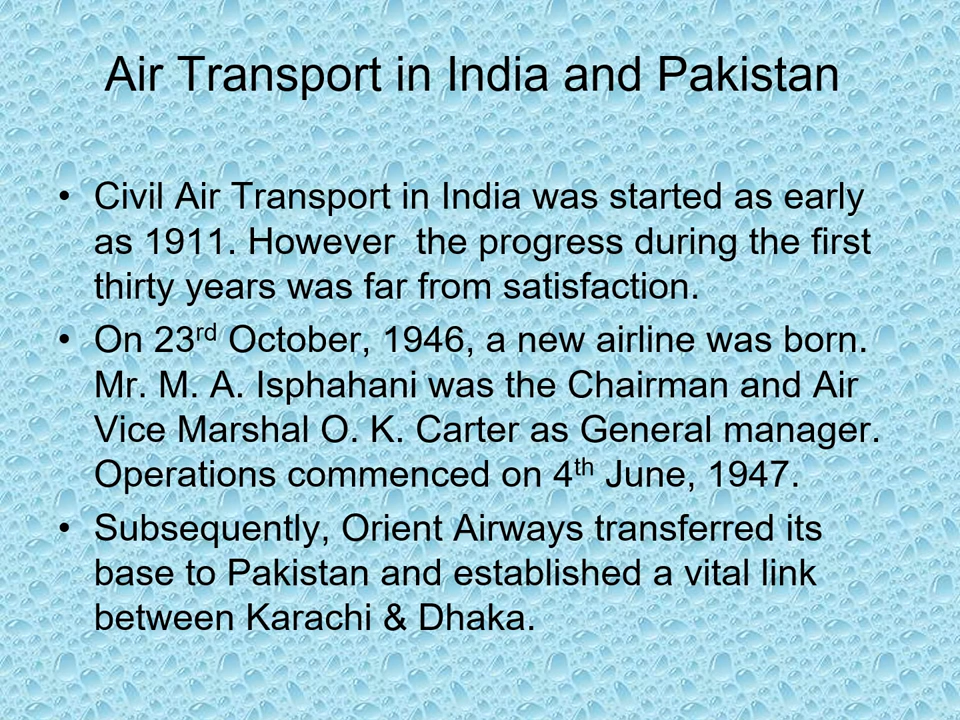 Air Transport in India and Pakistan
• Civil Air Transport in India was started as early
as 1911. However  the progress during the first
thirty years was far from satisfaction.
• On 23rd October, 1946, a new airline was born.
Mr. M. A. Isphahani was the Chairman and Air
Vice Marshal O. K. Carter as General manager.
Operations commenced on 4th June, 1947.
• Subsequently, Orient Airways transferred its
base to Pakistan and established a vital link
between Karachi & Dhaka.